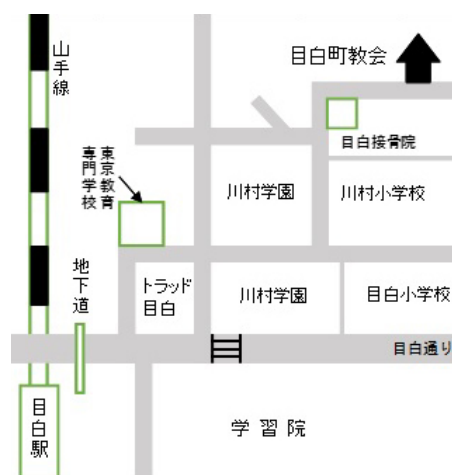 山手線
目白町教会
目白接骨院
東京教育
専門学校
川村学園
川村小学校
地下道
トラッド
目白
川村学園
目白小学校
目白通り
目白駅
学習院